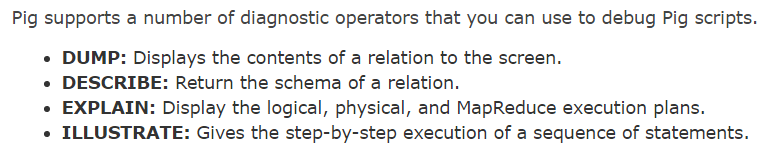 Pig supports a number of diagnostic operators that you can use to debug Pig scripts.
• DUMP: Displays the contents of a relation to the screen.
• DESCRIBE: Return the schema of a relation.
• EXPLAIN: Display the logical, physical, and MapReduce execution plans.
• ILLUSTRATE: Gives the step-by-step execution of a sequence of statements.